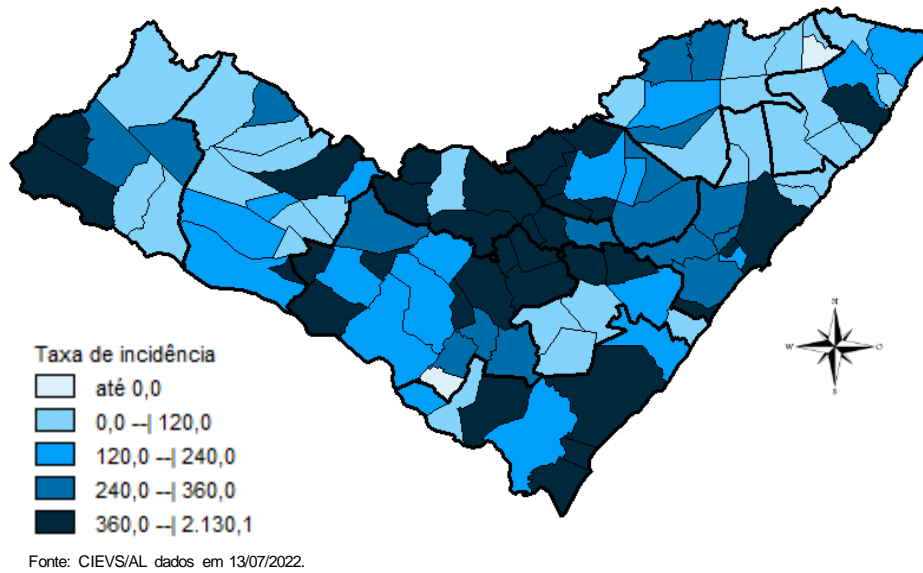 N
W
O
S
Taxa de incidência
até 0,0
0,0 --| 120,0
120,0 --| 240,0
240,0 --| 360,0
360,0 --| 2.130,1
Fonte: CIEVS/AL dados em 13/07/2022.